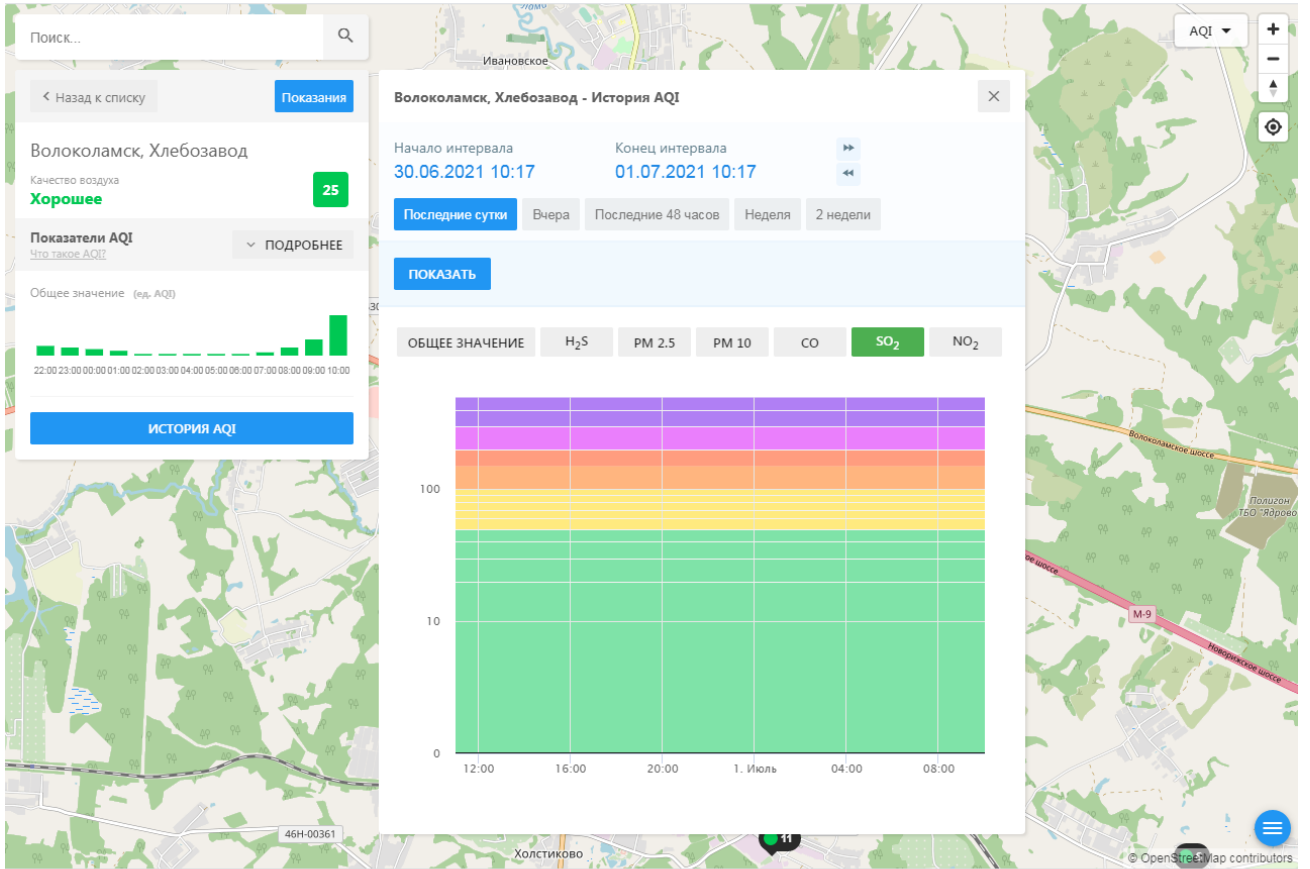 Поиск...
AQI
Ивановское
Назад к списку
Показания
Волоколамск, Хлебозавод
Качество воздуха
Хорошее
25
Показатели AQI
Что такое AQI?
ПОДРОБНЕЕ
Общее значение (ед. AQI)
22:00 23:00 00:00 01:00 02:00 03:00 04:00 05:00 06:00 07:00 08:00 09:00 10:00
ИСТОРИЯ AQI
Волоколамск, Хлебозавод - История AQI
Начало интервала
Конец интервала
30.06.2021 10:17
01.07.2021 10:17
Последние сутки
Вчера
Последние 48 часов
Неделя
2 недели
ПОКАЗАТЬ
ОБЩЕЕ ЗНАЧЕНИЕ
H₂S
PM 2.5
PM 10
CO
SO₂
NO₂
100
10
0
12:00 16:00 20:00 1. Июль 04:00 08:00
Волоколамское шоссе
Полигон
ТБО "Ядрово
М-9
Новорижское шоссе
46Н-00361
Холстиково
11
© OpenStreetMap contributors